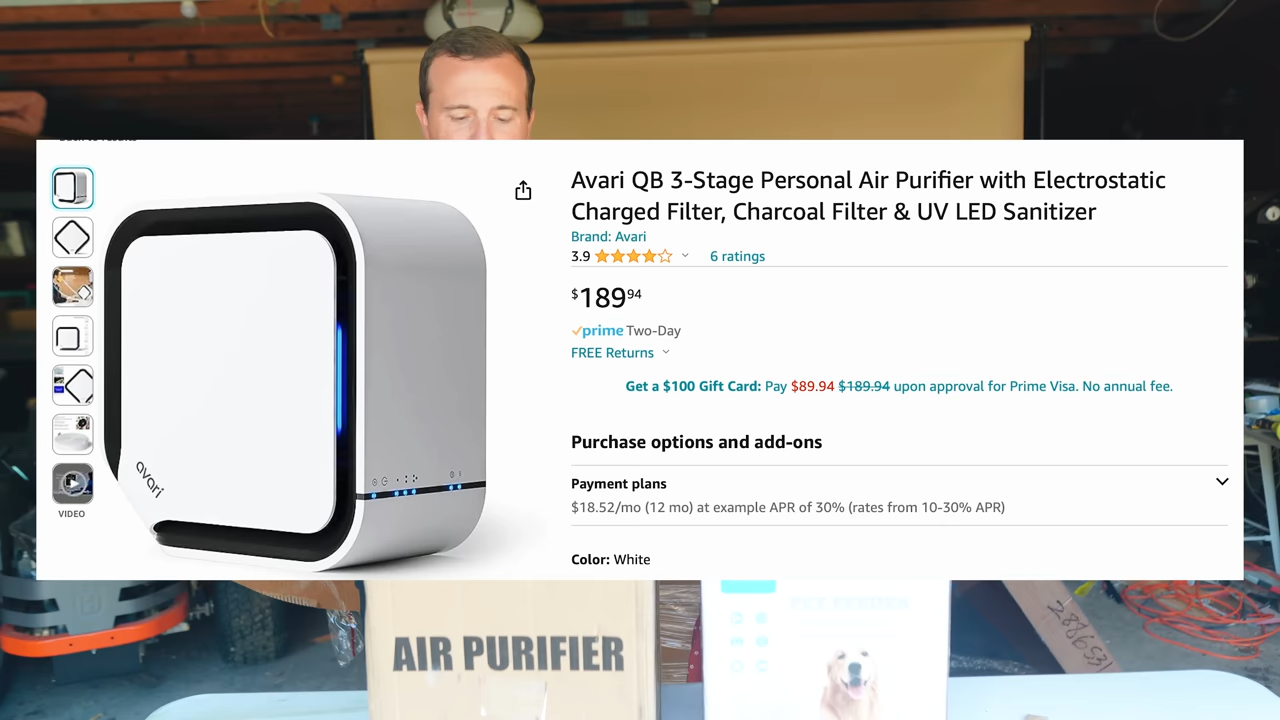 Avari QB 3-Stage Personal Air Purifier with Electrostatic
Charged Filter, Charcoal Filter & UV LED Sanitizer
Brand: Avari
3.9
6 ratings
$189.94
prime Two-Day
FREE Returns
Get a $100 Gift Card: Pay $89.94 $189.94 upon approval for Prime Visa. No annual fee.
Purchase options and add-ons
Payment plans
$18.52/mo (12 mo) at example APR of 30% (rates from 10-30% APR)
Color: White
avari
VIDEO
AIR PURIFIER
PET FEEDER